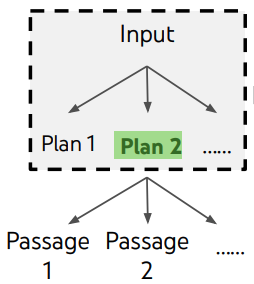 Input
Plan 1 Plan 2 ......
Passage Passage ......
1 2